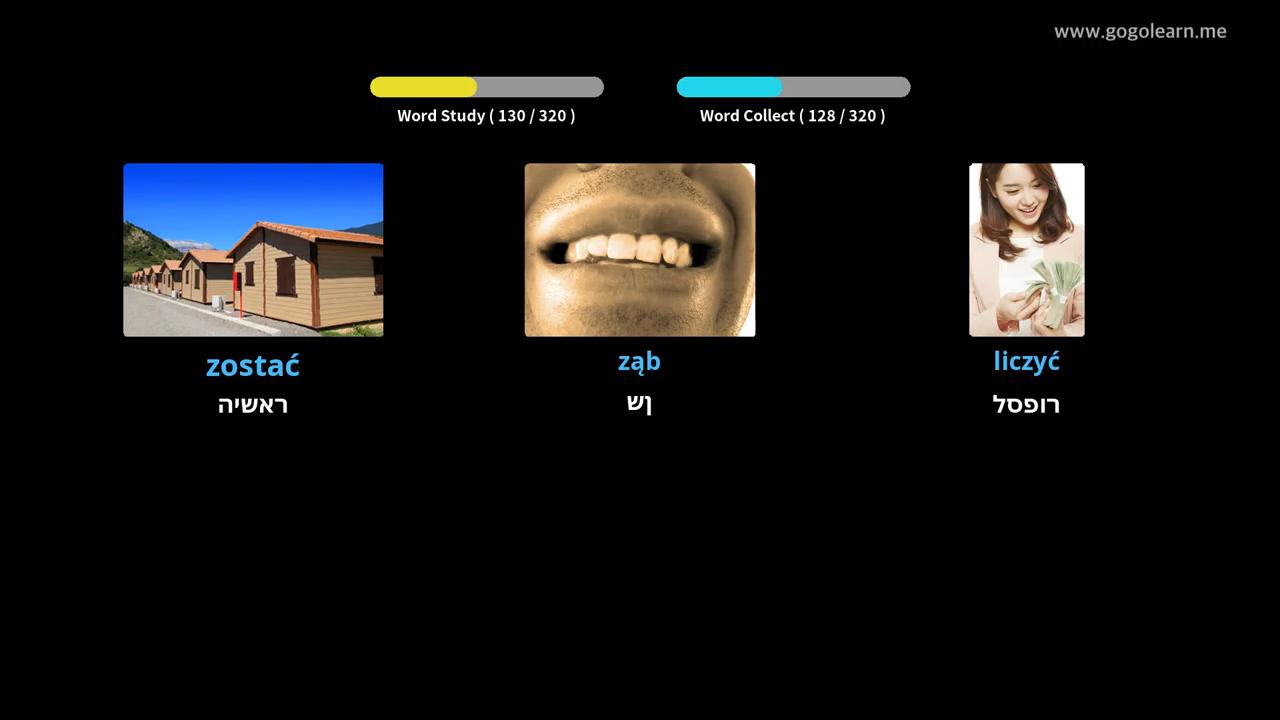 www.gogolearn.me
Word Study ( 130 / 320 )
Word Collect ( 128 / 320 )
zostać
ראשיה
ząb
ןש
liczyć
רופסל